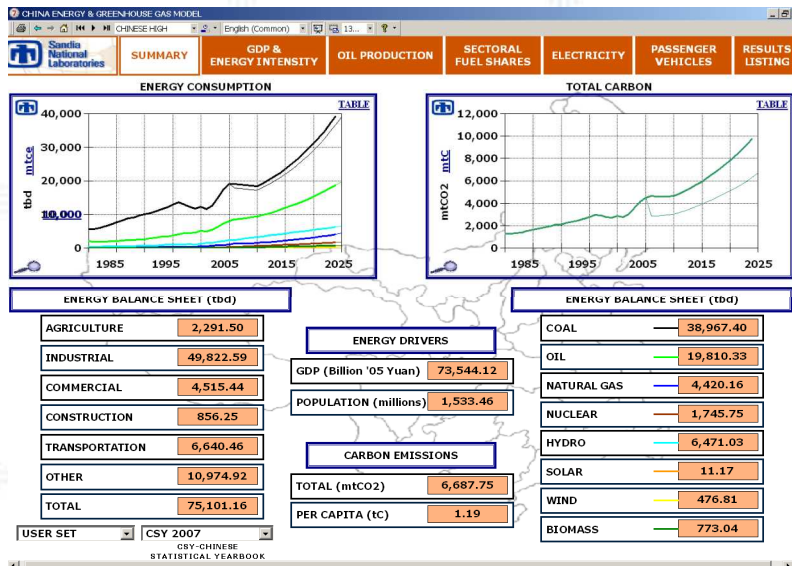 CHINA ENERGY & GREENHOUSE GAS MODEL
CHINESE HIGH English (Common) 13...
Sandia National Laboratories
SUMMARY
GDP & ENERGY INTENSITY
OIL PRODUCTION
SECTORAL FUEL SHARES
ELECTRICITY
PASSENGER VEHICLES
RESULTS LISTING
ENERGY CONSUMPTION
TABLE
40,000
30,000
20,000
10,000
0
tbd mtce
1985 1995 2005 2015 2025
TOTAL CARBON
TABLE
12,000
10,000
8,000
6,000
4,000
2,000
0
mtCO2 mtC
1985 1995 2005 2015 2025
ENERGY BALANCE SHEET (tbd)
AGRICULTURE 2,291.50
INDUSTRIAL 49,822.59
COMMERCIAL 4,515.44
CONSTRUCTION 856.25
TRANSPORTATION 6,640.46
OTHER 10,974.92
TOTAL 75,101.16
USER SET CSY 2007
CSY-CHINESE
STATISTICAL YEARBOOK
ENERGY DRIVERS
GDP (Billion '05 Yuan) 73,544.12
POPULATION (millions) 1,533.46
CARBON EMISSIONS
TOTAL (mtCO2) 6,687.75
PER CAPITA (tC) 1.19
ENERGY BALANCE SHEET (tbd)
COAL 38,967.40
OIL 19,810.33
NATURAL GAS 4,420.16
NUCLEAR 1,745.75
HYDRO 6,471.03
SOLAR 11.17
WIND 476.81
BIOMASS 773.04